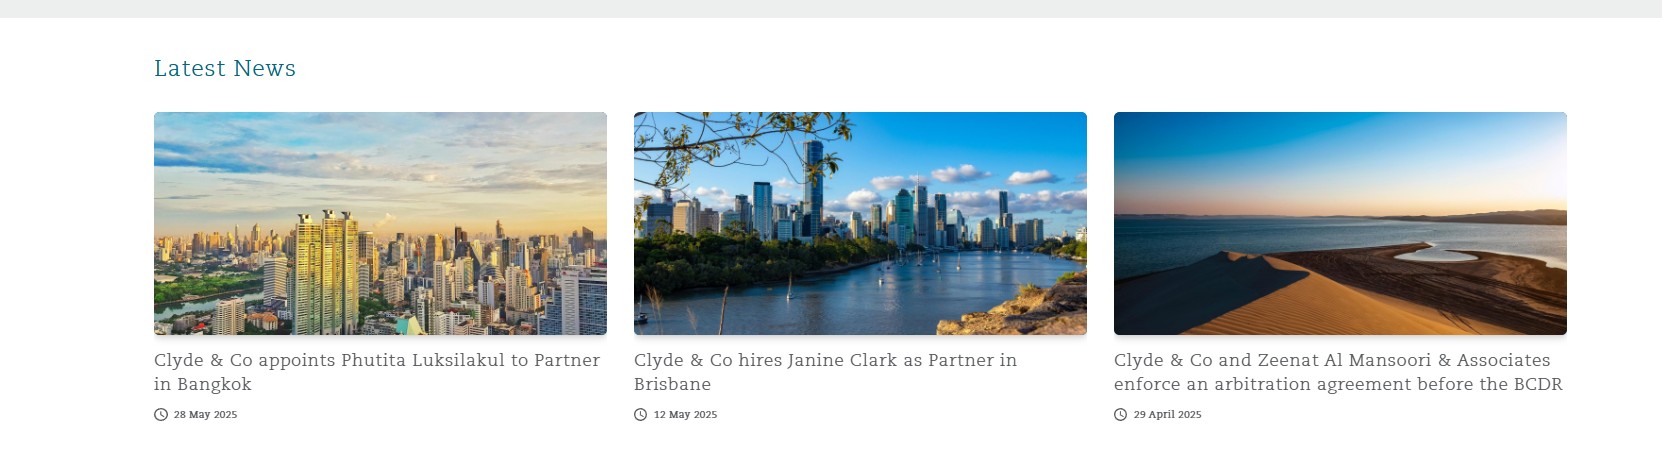 Latest News
Clyde & Co appoints Phutita Luksilakul to Partner
in Bangkok
28 May 2025
Clyde & Co hires Janine Clark as Partner in
Brisbane
12 May 2025
Clyde & Co and Zeenat Al Mansoori & Associates
enforce an arbitration agreement before the BCDR
29 April 2025